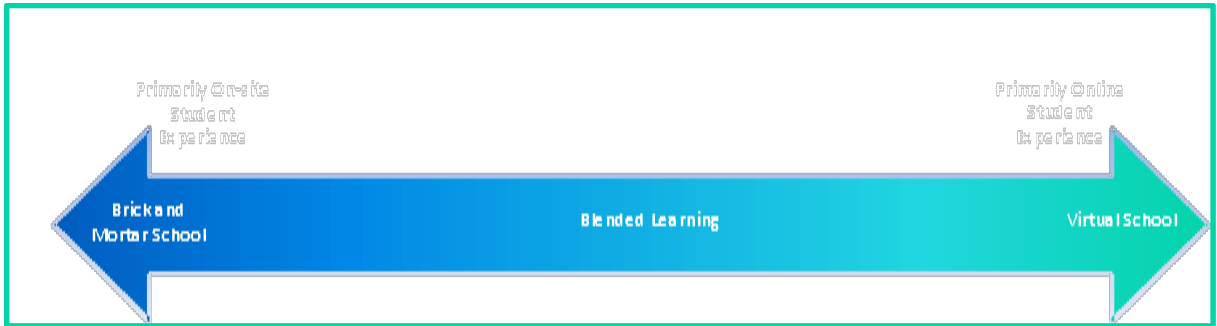 Primarily On-site
Student
Experience
Primarily Online
Student
Experience
Brick and
Mortar School
Blended Learning
Virtual School